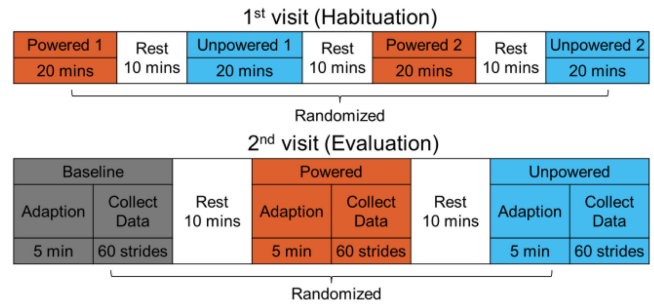 1st visit (Habituation)
Powered 1
20 mins
Rest
10 mins
Unpowered 1
20 mins
Rest
10 mins
Powered 2
20 mins
Rest
10 mins
Unpowered 2
20 mins
Randomized
2nd visit (Evaluation)
Baseline
Adaption
Collect
Data
5 min
60 strides
Rest
10 mins
Powered
Adaption
Collect
Data
5 min
60 strides
Rest
10 mins
Unpowered
Adaption
Collect
Data
5 min
60 strides
Randomized